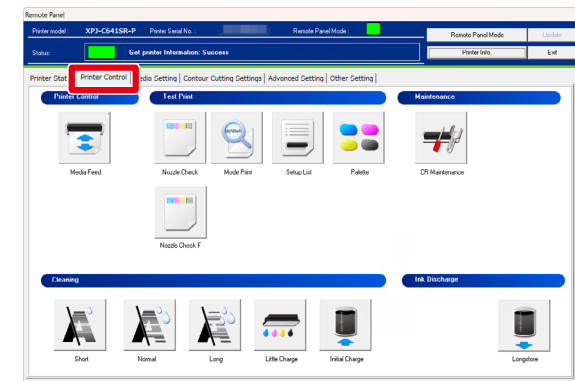 Remote Panel
Printer model : XPJ-C641SR-P Printer Serial No. : Remote Panel Mode :
Remote Panel Mode Update
Status: Get printer Information: Success
Printer Info. Exit
Printer Stat Printer Control dia Setting Contour Cutting Settings Advanced Setting Other Setting
Printer Control Test Print Maintenance
Media Feed Nozzle Check Mode Print Setup List Palette CR Maintenance
Nozzle Check F
Cleaning Ink Discharge
Short Normal Long Little Charge Initial Charge Longstore